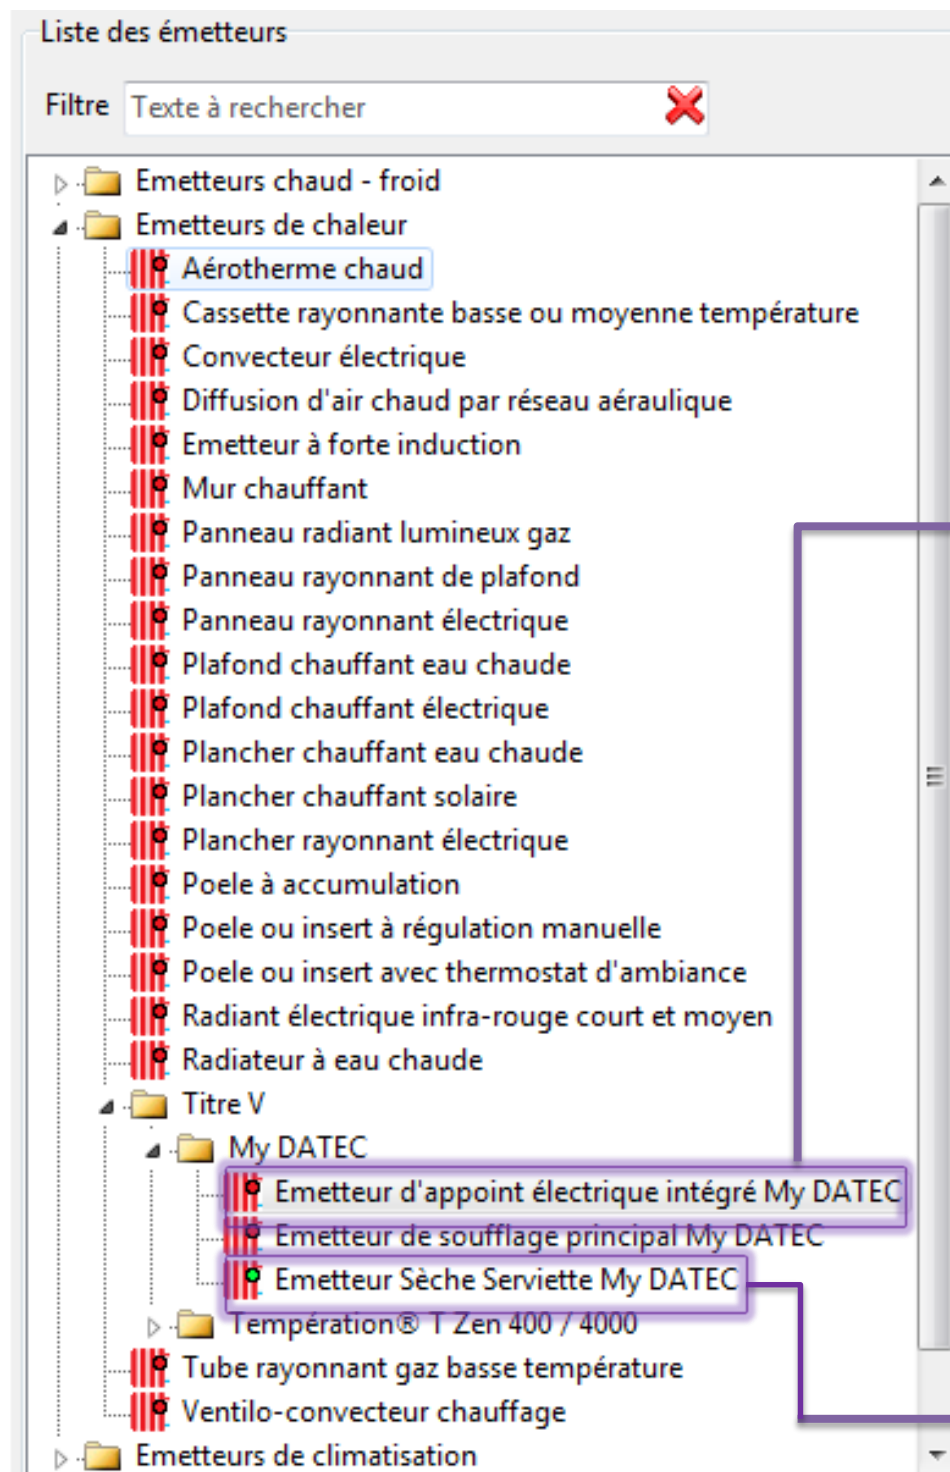 Liste des émetteurs
Filtre Texte à rechercher
Emetteurs chaud - froid
Emetteurs de chaleur
Aérotherme chaud
Cassette rayonnante basse ou moyenne température
Convecteur électrique
Diffusion d'air chaud par réseau aéraulique
Emetteur à forte induction
Mur chauffant
Panneau radiant lumineux gaz
Panneau rayonnant de plafond
Panneau rayonnant électrique
Plafond chauffant eau chaude
Plafond chauffant électrique
Plancher chauffant eau chaude
Plancher chauffant solaire
Plancher rayonnant électrique
Poele à accumulation
Poele ou insert à régulation manuelle
Poele ou insert avec thermostat d'ambiance
Radiant électrique infra-rouge court et moyen
Radiateur à eau chaude
Titre V
My DATEC
Emetteur d'appoint électrique intégré My DATEC
Emetteur de soufflage principal My DATEC
Emetteur Sèche Serviette My DATEC
Températion® T Zen 400 / 4000
Tube rayonnant gaz basse température
Ventilo-convecteur chauffage
Emetteurs de climatisation